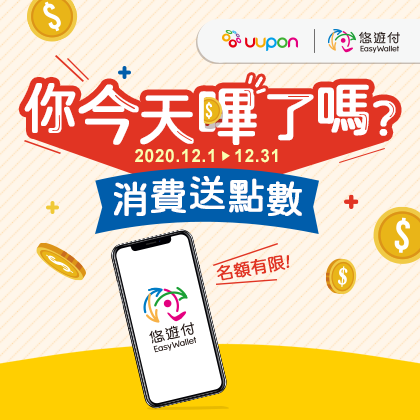 uupon
悠遊付
EasyWallet
你今天嗶了嗎?
2020.12.1 ▶ 12.31
消費送點數
名額有限!
悠遊付
EasyWallet